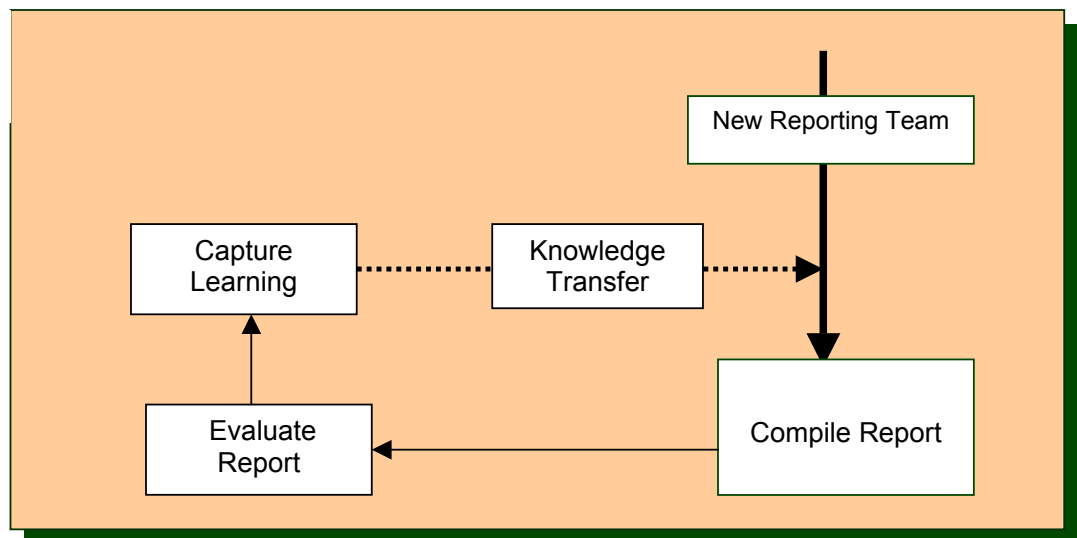 New Reporting Team
Capture
Learning
Knowledge
Transfer
Evaluate
Report
Compile Report